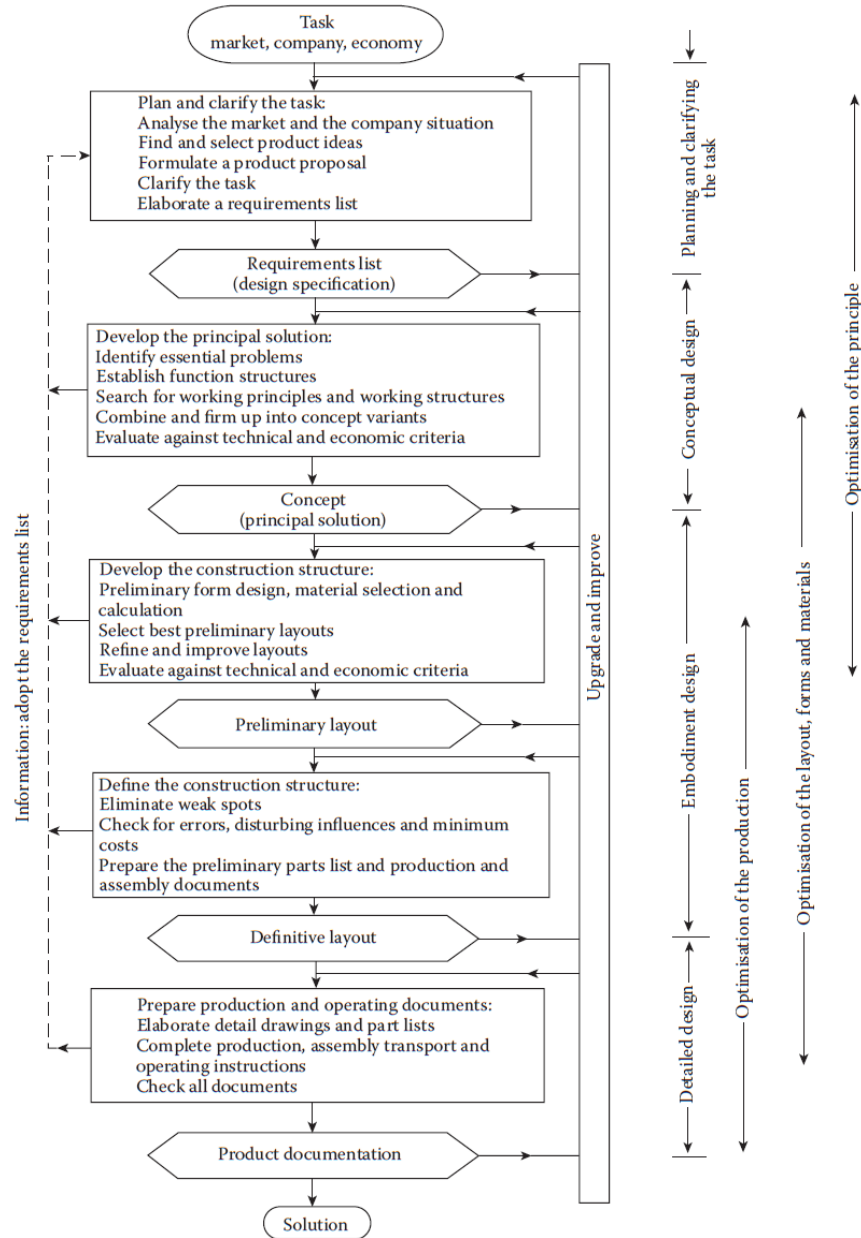 Task
market, company, economy
Plan and clarify the task:
Analyse the market and the company situation
Find and select product ideas
Formulate a product proposal
Clarify the task
Elaborate a requirements list
Requirements list
(design specification)
Develop the principal solution:
Identify essential problems
Establish function structures
Search for working principles and working structures
Combine and firm up into concept variants
Evaluate against technical and economic criteria
Concept
(principal solution)
Develop the construction structure:
Preliminary form design, material selection and
calculation
Select best preliminary layouts
Refine and improve layouts
Evaluate against technical and economic criteria
Preliminary layout
Define the construction structure:
Eliminate weak spots
Check for errors, disturbing influences and minimum
costs
Prepare the preliminary parts list and production and
assembly documents
Definitive layout
Prepare production and operating documents:
Elaborate detail drawings and part lists
Complete production, assembly transport and
operating instructions
Check all documents
Product documentation
Solution
Information: adopt the requirements list
Upgrade and improve
Planning and clarifying
the task
Conceptual design
Embodiment design
Detailed design
Optimisation of the production
Optimisation of the layout, forms and materials
Optimisation of the principle